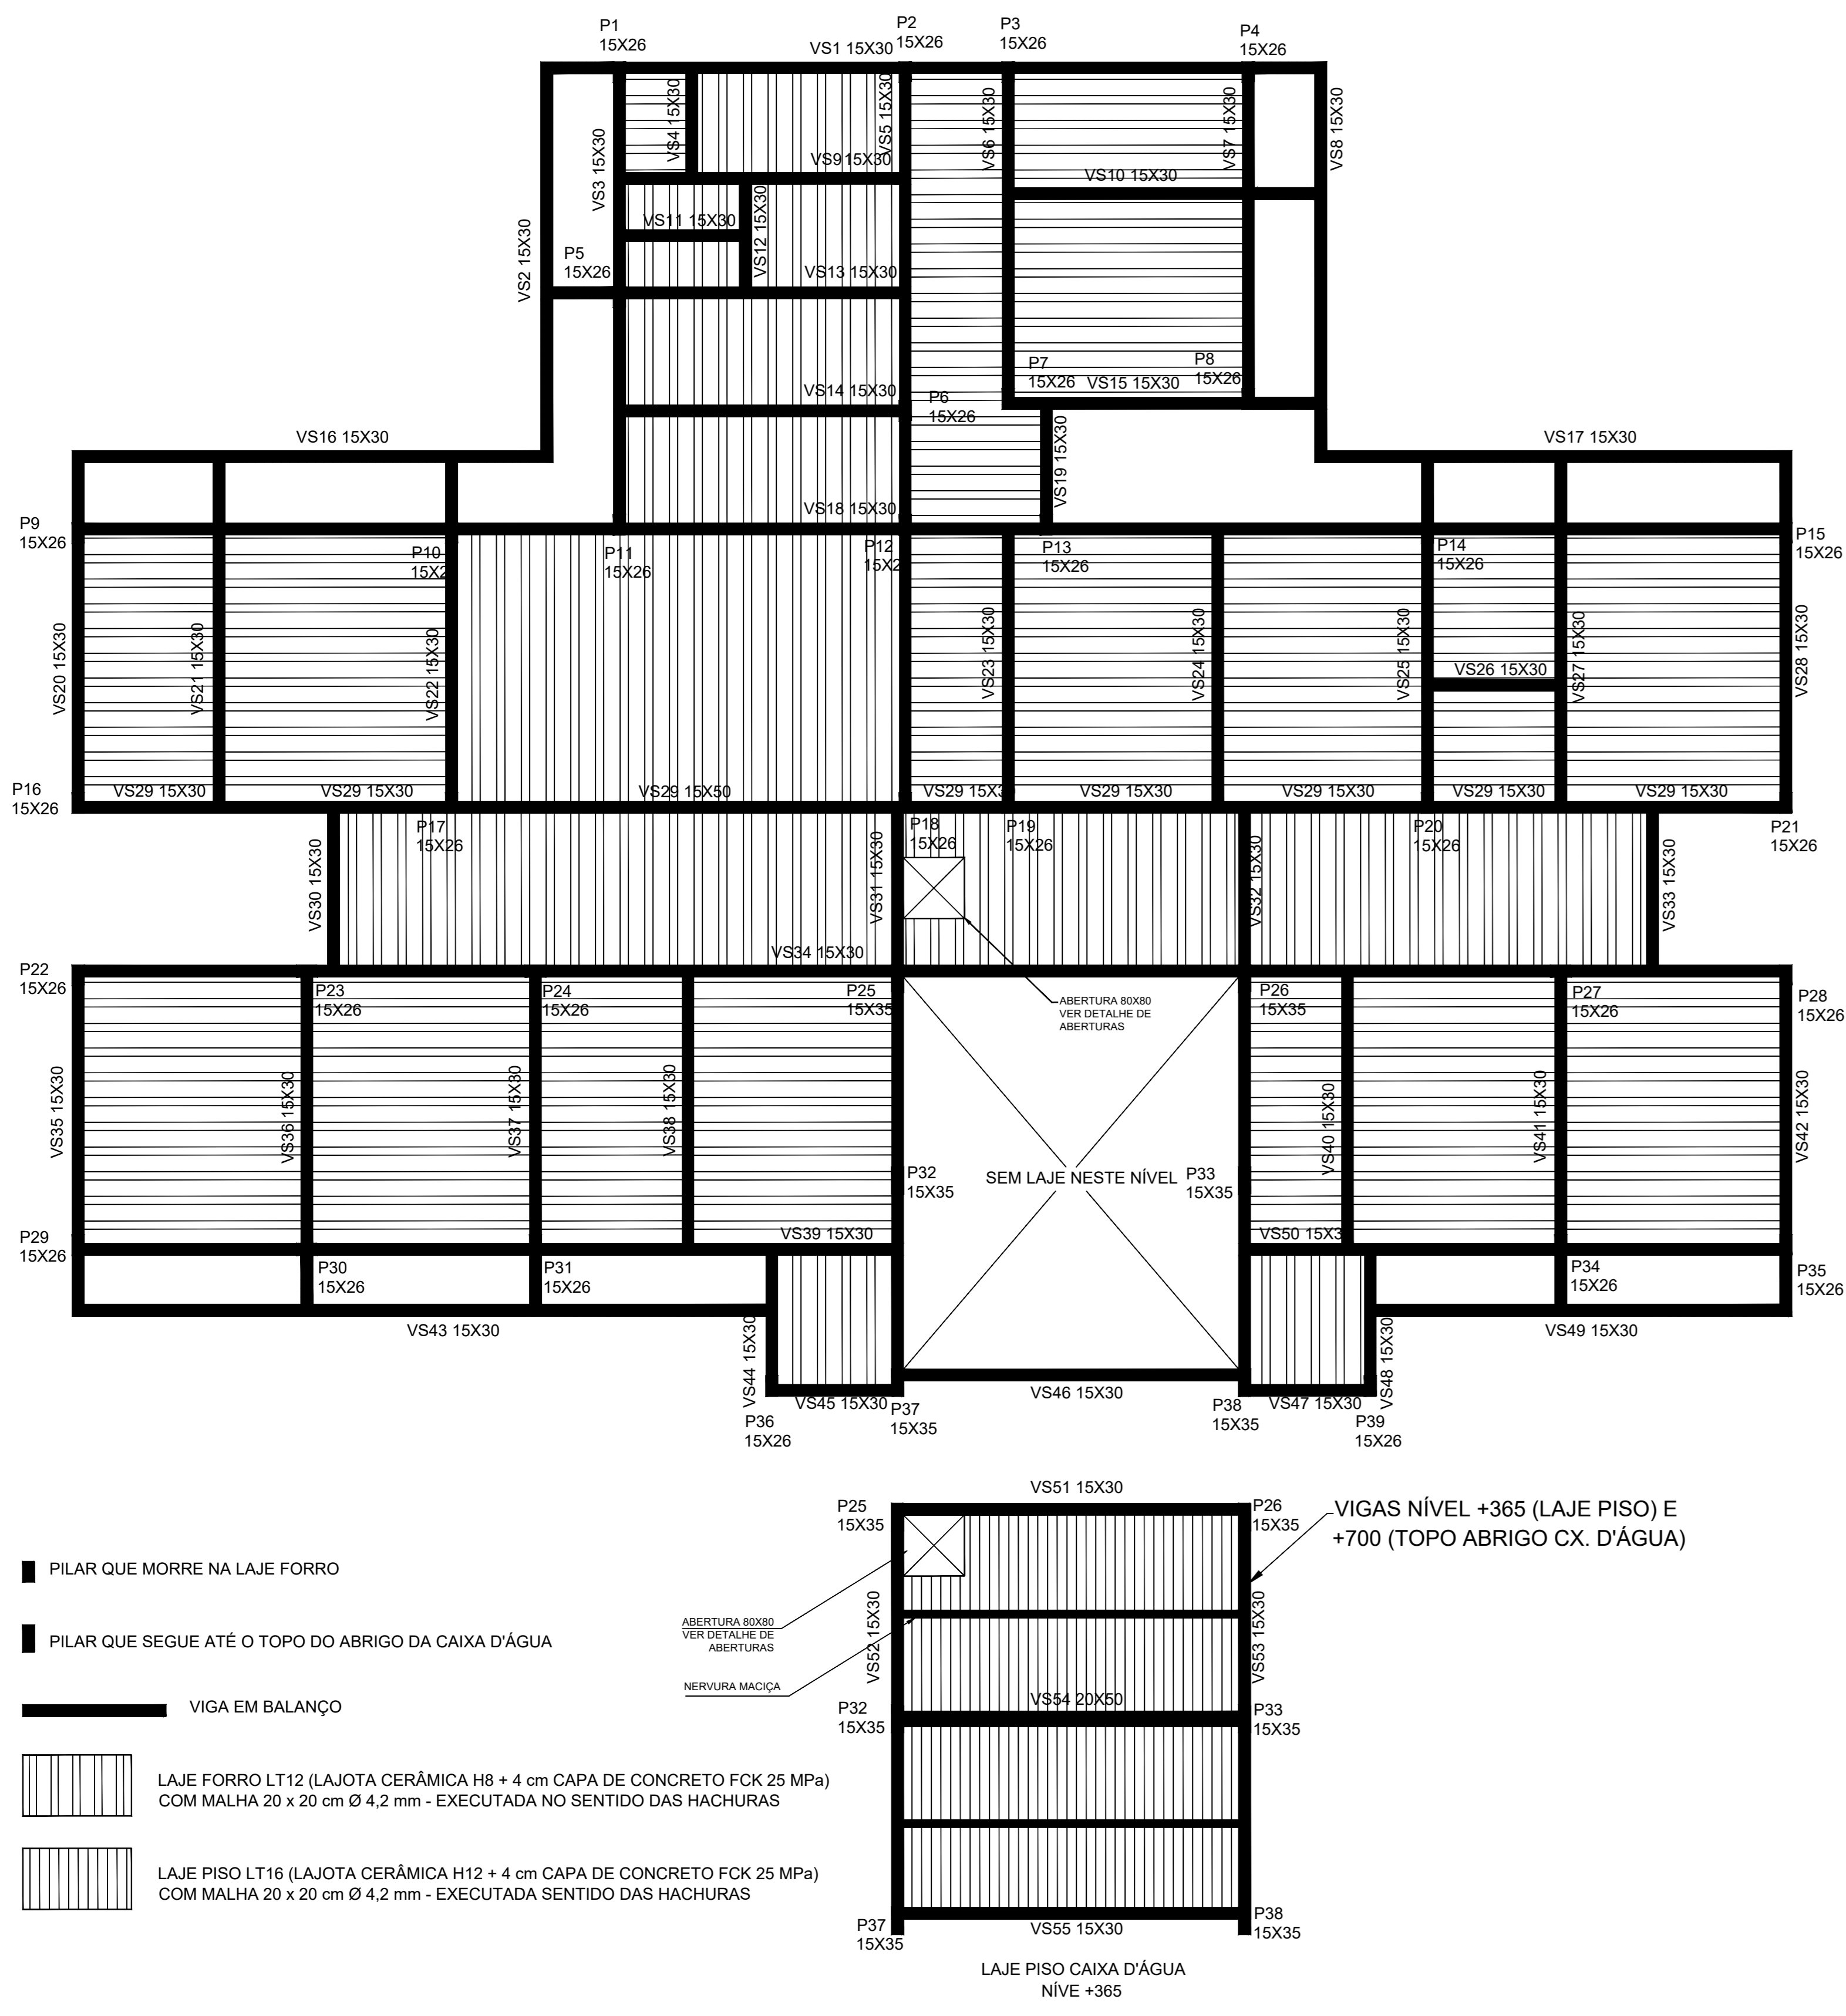 P1
15X26
VS1 15X30
P2
15X26
P3
15X26
P4
15X26
VS2 15X30
VS3 15X30
VS4 15X30
VS5 15X30
VS6 15X30
VS7 15X30
VS8 15X30
VS9 15X30
VS10 15X30
VS11 15X30
VS12 15X30
P5
15X26
VS13 15X30
VS14 15X30
P6
15X26
P7
15X26
VS15 15X30
P8
15X26
VS16 15X30
VS17 15X30
VS18 15X30
VS19 15X30
P9
15X26
P10
15X2
P11
15X26
P12
15X2
P13
15X26
P14
15X26
P15
15X26
VS20 15X30
VS21 15X30
VS22 15X30
VS23 15X30
VS24 15X30
VS25 15X30
VS26 15X30
VS27 15X30
VS28 15X30
P16
15X26
VS29 15X30
VS29 15X30
VS29 15X50
VS29 15X30
VS29 15X30
VS29 15X30
VS29 15X30
VS29 15X30
P17
15X26
P18
15X26
P19
15X26
P20
15X26
P21
15X26
VS30 15X30
VS31 15X30
VS32 15X30
VS33 15X30
VS34 15X30
P22
15X26
P23
15X26
P24
15X26
P25
15X35
ABERTURA 80X80
VER DETALHE DE
ABERTURAS
P26
15X35
P27
15X26
P28
15X26
VS35 15X30
VS36 15X30
VS37 15X30
VS38 15X30
VS40 15X30
VS41 15X30
VS42 15X30
P32
15X35
SEM LAJE NESTE NÍVEL
P33
15X35
P29
15X26
VS39 15X30
VS50 15X3
P30
15X26
P31
15X26
P34
15X26
P35
15X26
VS43 15X30
VS44 15X30
VS45 15X30
VS46 15X30
VS47 15X30
VS48 15X30
VS49 15X30
P36
15X26
P37
15X35
P38
15X35
P39
15X26
VS51 15X30
P25
15X35
P26
15X35
VIGAS NÍVEL +365 (LAJE PISO) E
+700 (TOPO ABRIGO CX. D'ÁGUA)
ABERTURA 80X80
VER DETALHE DE
ABERTURAS
NERVURA MACIÇA
VS52 15X30
VS53 15X30
VS54 20X50
P32
15X35
P33
15X35
P37
15X35
VS55 15X30
P38
15X35
LAJE PISO CAIXA D'ÁGUA
NÍVE +365
PILAR QUE MORRE NA LAJE FORRO
PILAR QUE SEGUE ATÉ O TOPO DO ABRIGO DA CAIXA D'ÁGUA
VIGA EM BALANÇO
LAJE FORRO LT12 (LAJOTA CERÂMICA H8 + 4 cm CAPA DE CONCRETO FCK 25 MPa)
COM MALHA 20 x 20 cm Ø 4,2 mm - EXECUTADA NO SENTIDO DAS HACHURAS
LAJE PISO LT16 (LAJOTA CERÂMICA H12 + 4 cm CAPA DE CONCRETO FCK 25 MPa)
COM MALHA 20 x 20 cm Ø 4,2 mm - EXECUTADA SENTIDO DAS HACHURAS